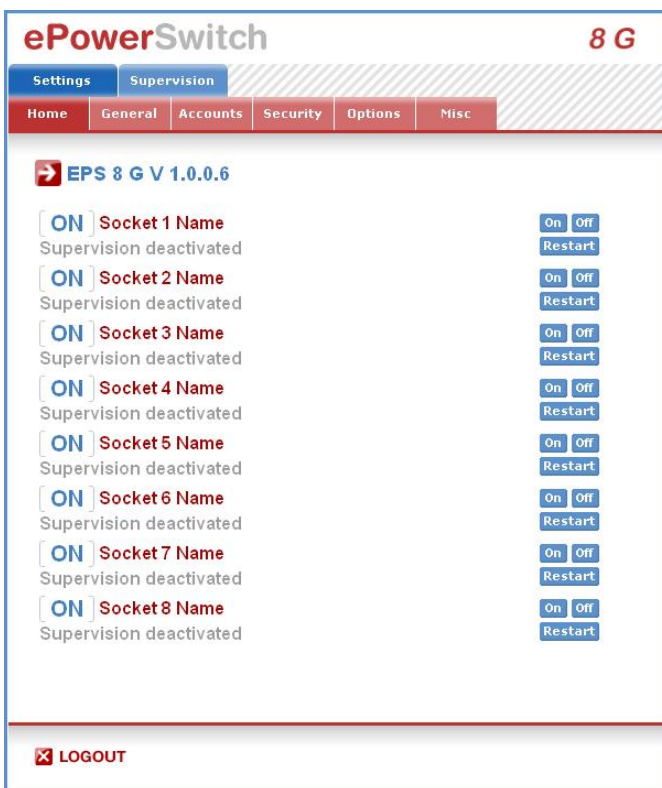 ePowerSwitch 8 G
Settings Supervision
Home General Accounts Security Options Misc
EPS 8 G V 1.0.0.6
ON Socket 1 Name On Off
Supervision deactivated Restart
ON Socket 2 Name On Off
Supervision deactivated Restart
ON Socket 3 Name On Off
Supervision deactivated Restart
ON Socket 4 Name On Off
Supervision deactivated Restart
ON Socket 5 Name On Off
Supervision deactivated Restart
ON Socket 6 Name On Off
Supervision deactivated Restart
ON Socket 7 Name On Off
Supervision deactivated Restart
ON Socket 8 Name On Off
Supervision deactivated Restart
LOGOUT